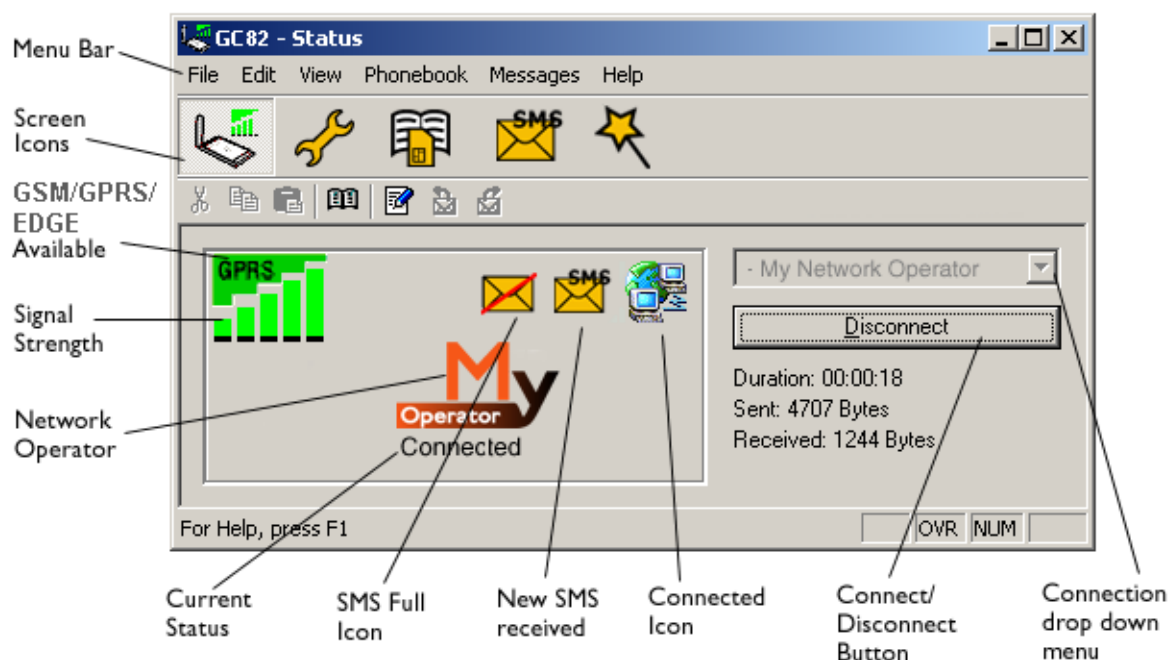 GC82 - Status
Menu Bar
File Edit View Phonebook Messages Help
Screen
Icons
SMS
GSM/GPRS/
EDGE
Available
GPRS
SMS
- My Network Operator
Signal
Strength
Disconnect
My
Operator
Connected
Duration: 00:00:18
Sent: 4707 Bytes
Received: 1244 Bytes
Network
Operator
For Help, press F1
OVR NUM
Current
Status
SMS Full
Icon
New SMS
received
Connected
Icon
Connect/
Disconnect
Button
Connection
drop down
menu